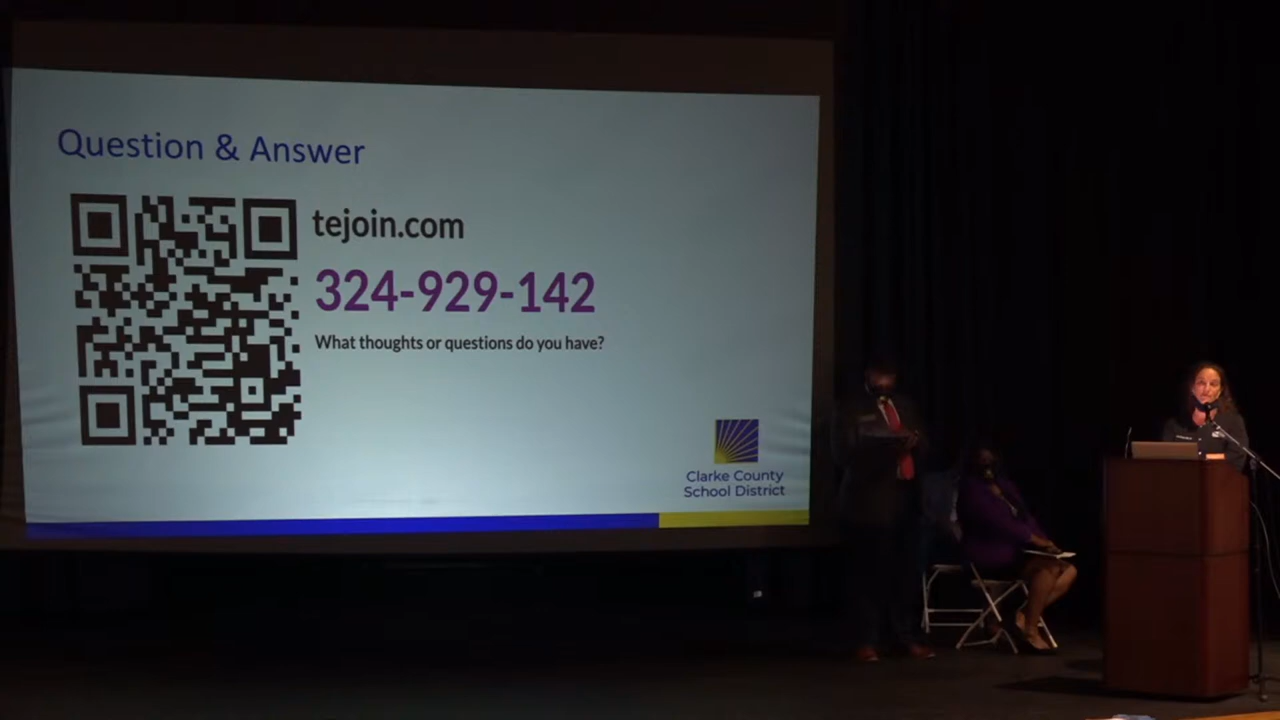 Question & Answer
tejoin.com
324-929-142
What thoughts or questions do you have?
Clarke County
School District